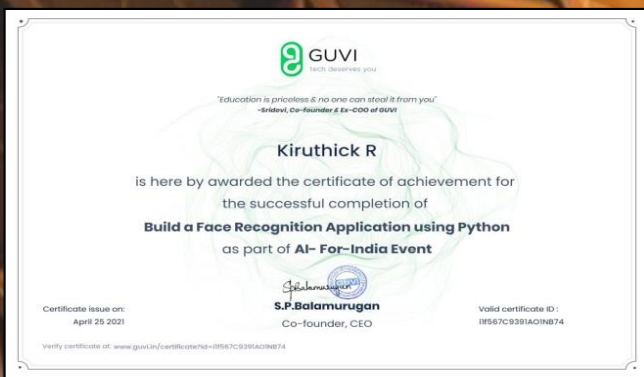 GUVI
tech deserves you
"Education is priceless & no one can steal it from you"
-Sridevi, Co-founder & Ex-COO of GUVI
Kiruthick R
is here by awarded the certificate of achievement for
the successful completion of
Build a Face Recognition Application using Python
as part of AI- For-India Event
S.P.Balamurugan
Co-founder, CEO
Certificate issue on:
April 25 2021
Valid certificate ID :
i1f567C9391AO1NB74
Verify certificate at: www.guvi.in/certificate?id=i1f567C9391AO1NB74